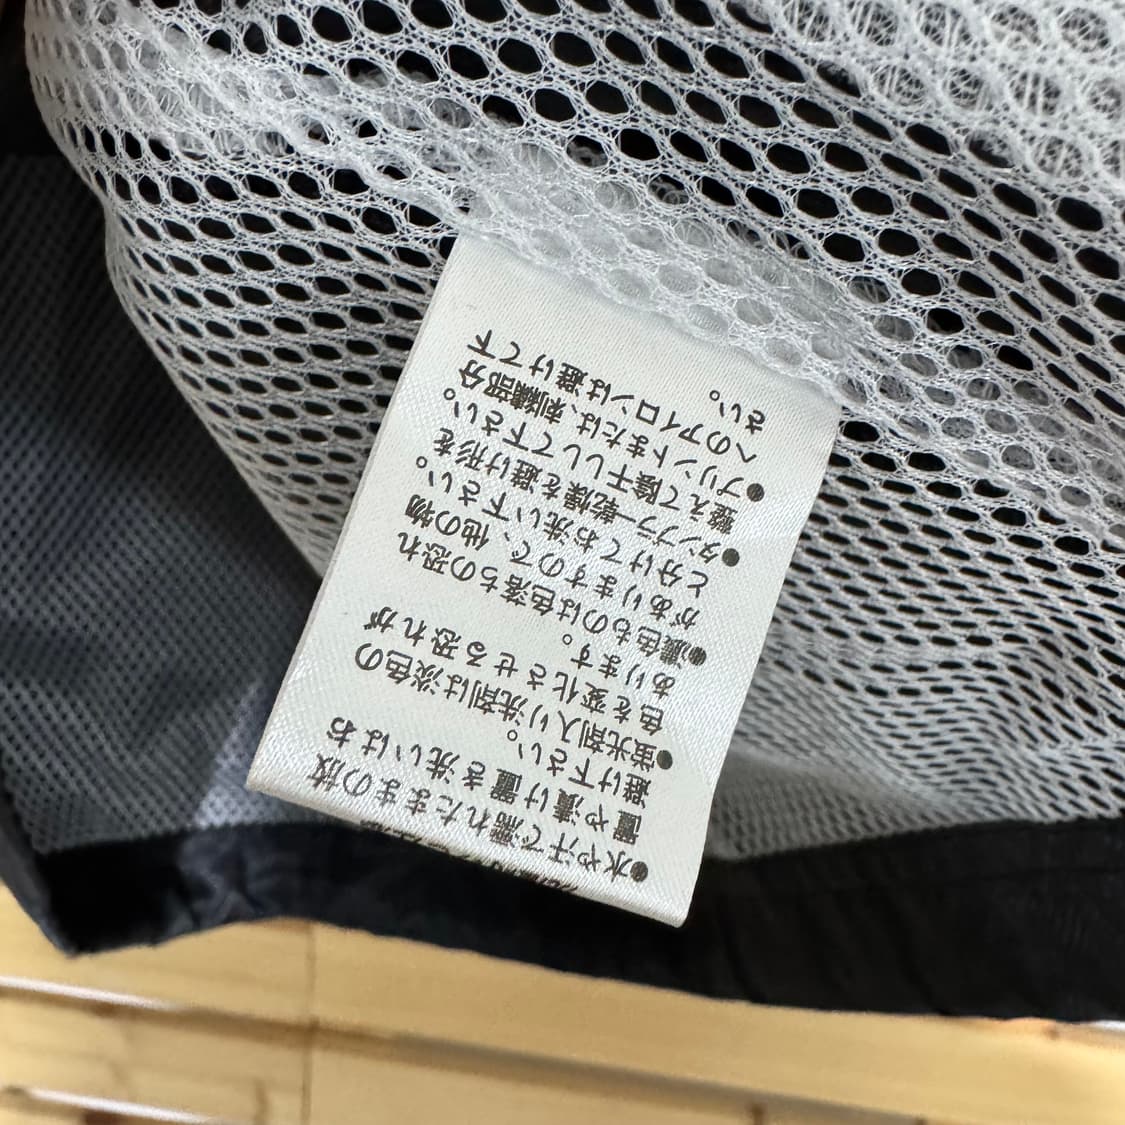 ●水や汗で濡れたままの放
置や漬け置き洗いはお
避け下さい。
●蛍光剤入り洗剤は淡色の
色を変化させる恐れが
あります。
●濃色ものは色落ちの恐れ
がありますので、他の物
と分けてお洗い下さい。
●タンブラー乾燥を避け形を
整えて陰干しして下さい。
●プリントまたは、刺繍部分
へのアイロンは避けて下
さい。